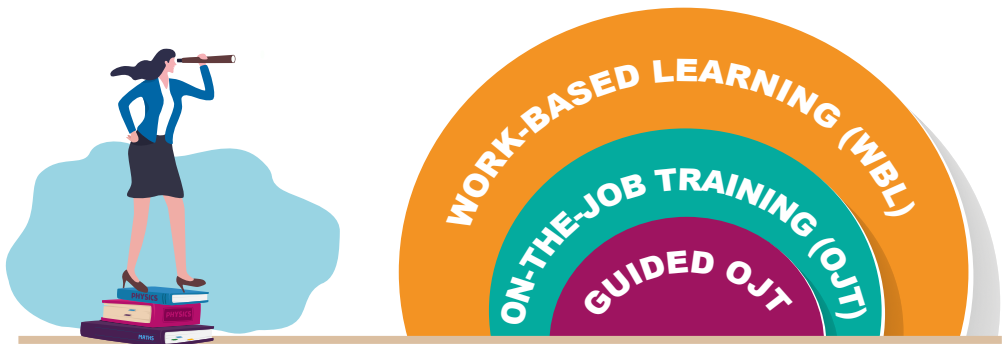 WORK-BASED LEARNING (WBL)
ON-THE-JOB TRAINING (OJT)
GUIDED OJT
PHYSICS
PHYSICS
MATHS